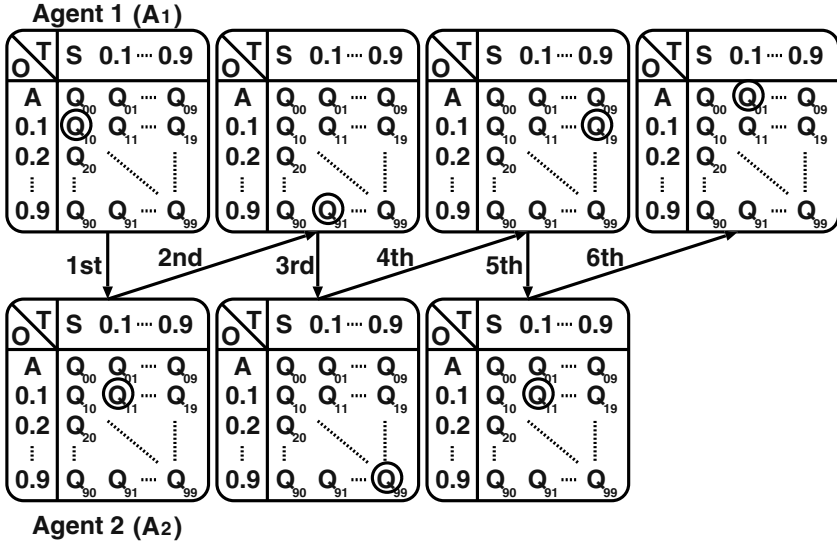 Agent 1 (A1)
T O S 0.1 ···· 0.9
A Q00 Q01 ···· Q09
0.1 Q10 Q11 ···· Q19
0.2 Q20
0.9 Q90 Q91 ···· Q99
T O S 0.1 ···· 0.9
A Q00 Q01 ···· Q09
0.1 Q10 Q11 ···· Q19
0.2 Q20
0.9 Q90 Q91 ···· Q99
T O S 0.1 ···· 0.9
A Q00 Q01 ···· Q09
0.1 Q10 Q11 ···· Q19
0.2 Q20
0.9 Q90 Q91 ···· Q99
T O S 0.1 ···· 0.9
A Q00 Q01 ···· Q09
0.1 Q10 Q11 ···· Q19
0.2 Q20
0.9 Q90 Q91 ···· Q99
1st 2nd 3rd 4th 5th 6th
T O S 0.1 ···· 0.9
A Q00 Q01 ···· Q09
0.1 Q10 Q11 ···· Q19
0.2 Q20
0.9 Q90 Q91 ···· Q99
T O S 0.1 ···· 0.9
A Q00 Q01 ···· Q09
0.1 Q10 Q11 ···· Q19
0.2 Q20
0.9 Q90 Q91 ···· Q99
T O S 0.1 ···· 0.9
A Q00 Q01 ···· Q09
0.1 Q10 Q11 ···· Q19
0.2 Q20
0.9 Q90 Q91 ···· Q99
Agent 2 (A2)